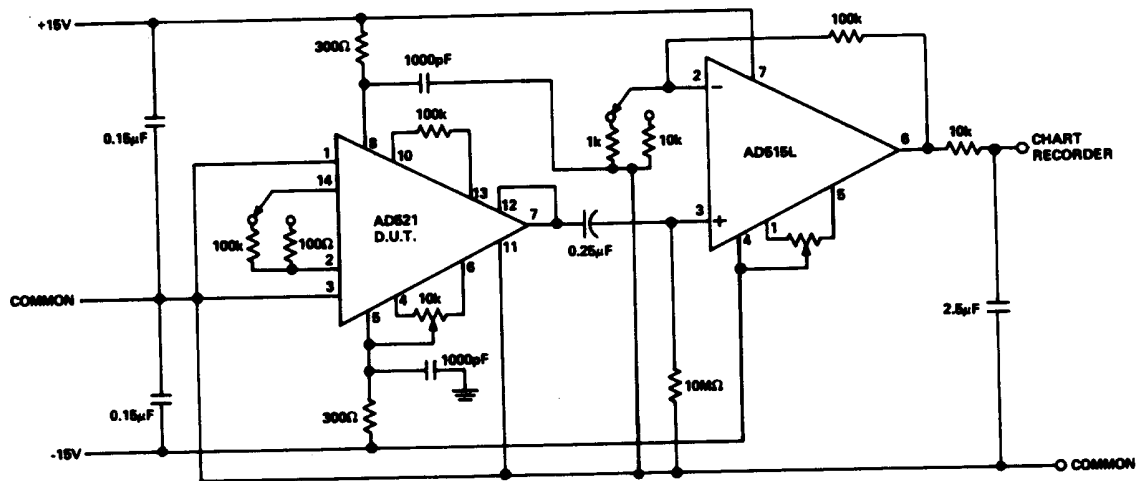 +15V
300Ω
1000pF
100k
2
7
0.15µF
100k
1k
10k
AD515L
6
10k
CHART
RECORDER
8
10
1
14
13
12
AD521
D.U.T.
7
11
100k
100Ω
2
3
0.25µF
3
4
1
5
COMMON
4
10k
6
5
2.5µF
1000pF
10MΩ
0.15µF
300Ω
-15V
COMMON